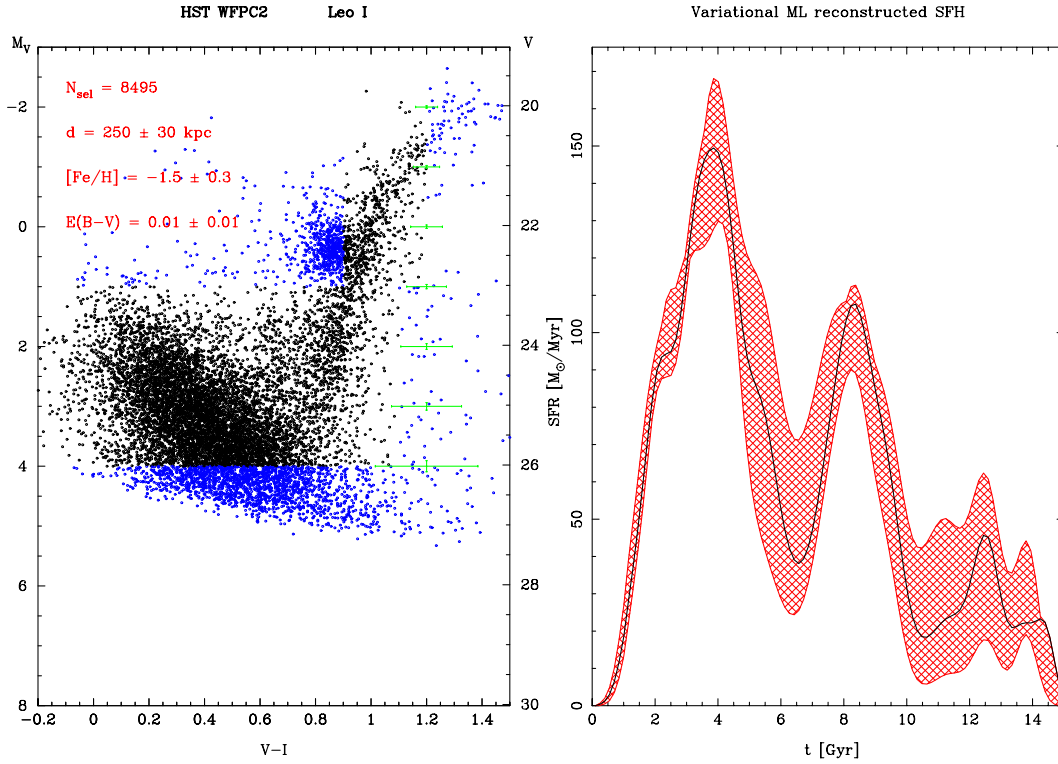 HST WFPC2 Leo I
M_V V
N_sel = 8495
d = 250 ± 30 kpc
[Fe/H] = −1.5 ± 0.3
E(B−V) = 0.01 ± 0.01
−2
0
2
4
6
8
20
22
24
26
28
30
−0.2 0 0.2 0.4 0.6 0.8 1 1.2 1.4
V−I
Variational ML reconstructed SFH
SFR [M_⊙/Myr]
150
100
50
0
0 2 4 6 8 10 12 14
t [Gyr]